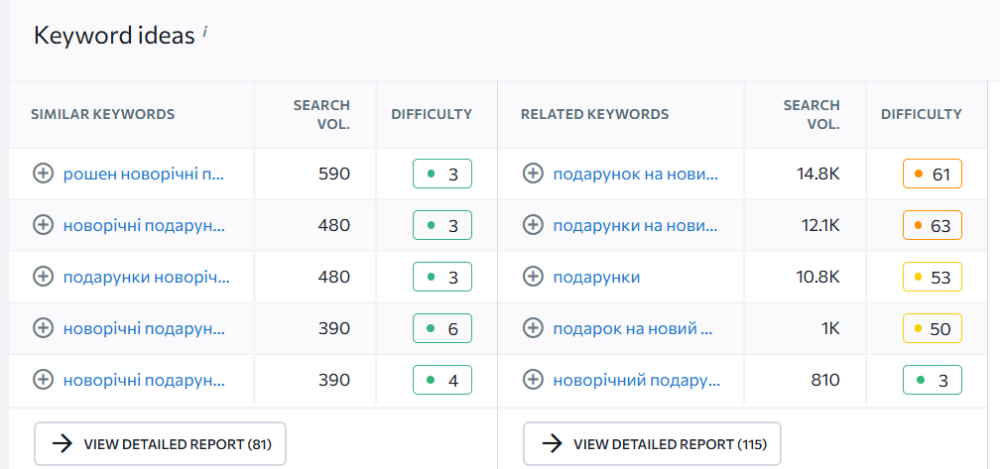 Keyword ideas i
SIMILAR KEYWORDS SEARCH VOL. DIFFICULTY
рошен новорічні п... 590 3
новорічні подарун... 480 3
подарунки новоріч... 480 3
новорічні подарун... 390 6
новорічні подарун... 390 4
VIEW DETAILED REPORT (81)
RELATED KEYWORDS SEARCH VOL. DIFFICULTY
подарунок на нови... 14.8K 61
подарунки на нови... 12.1K 63
подарунки 10.8K 53
подарок на новий ... 1K 50
новорічний подару... 810 3
VIEW DETAILED REPORT (115)